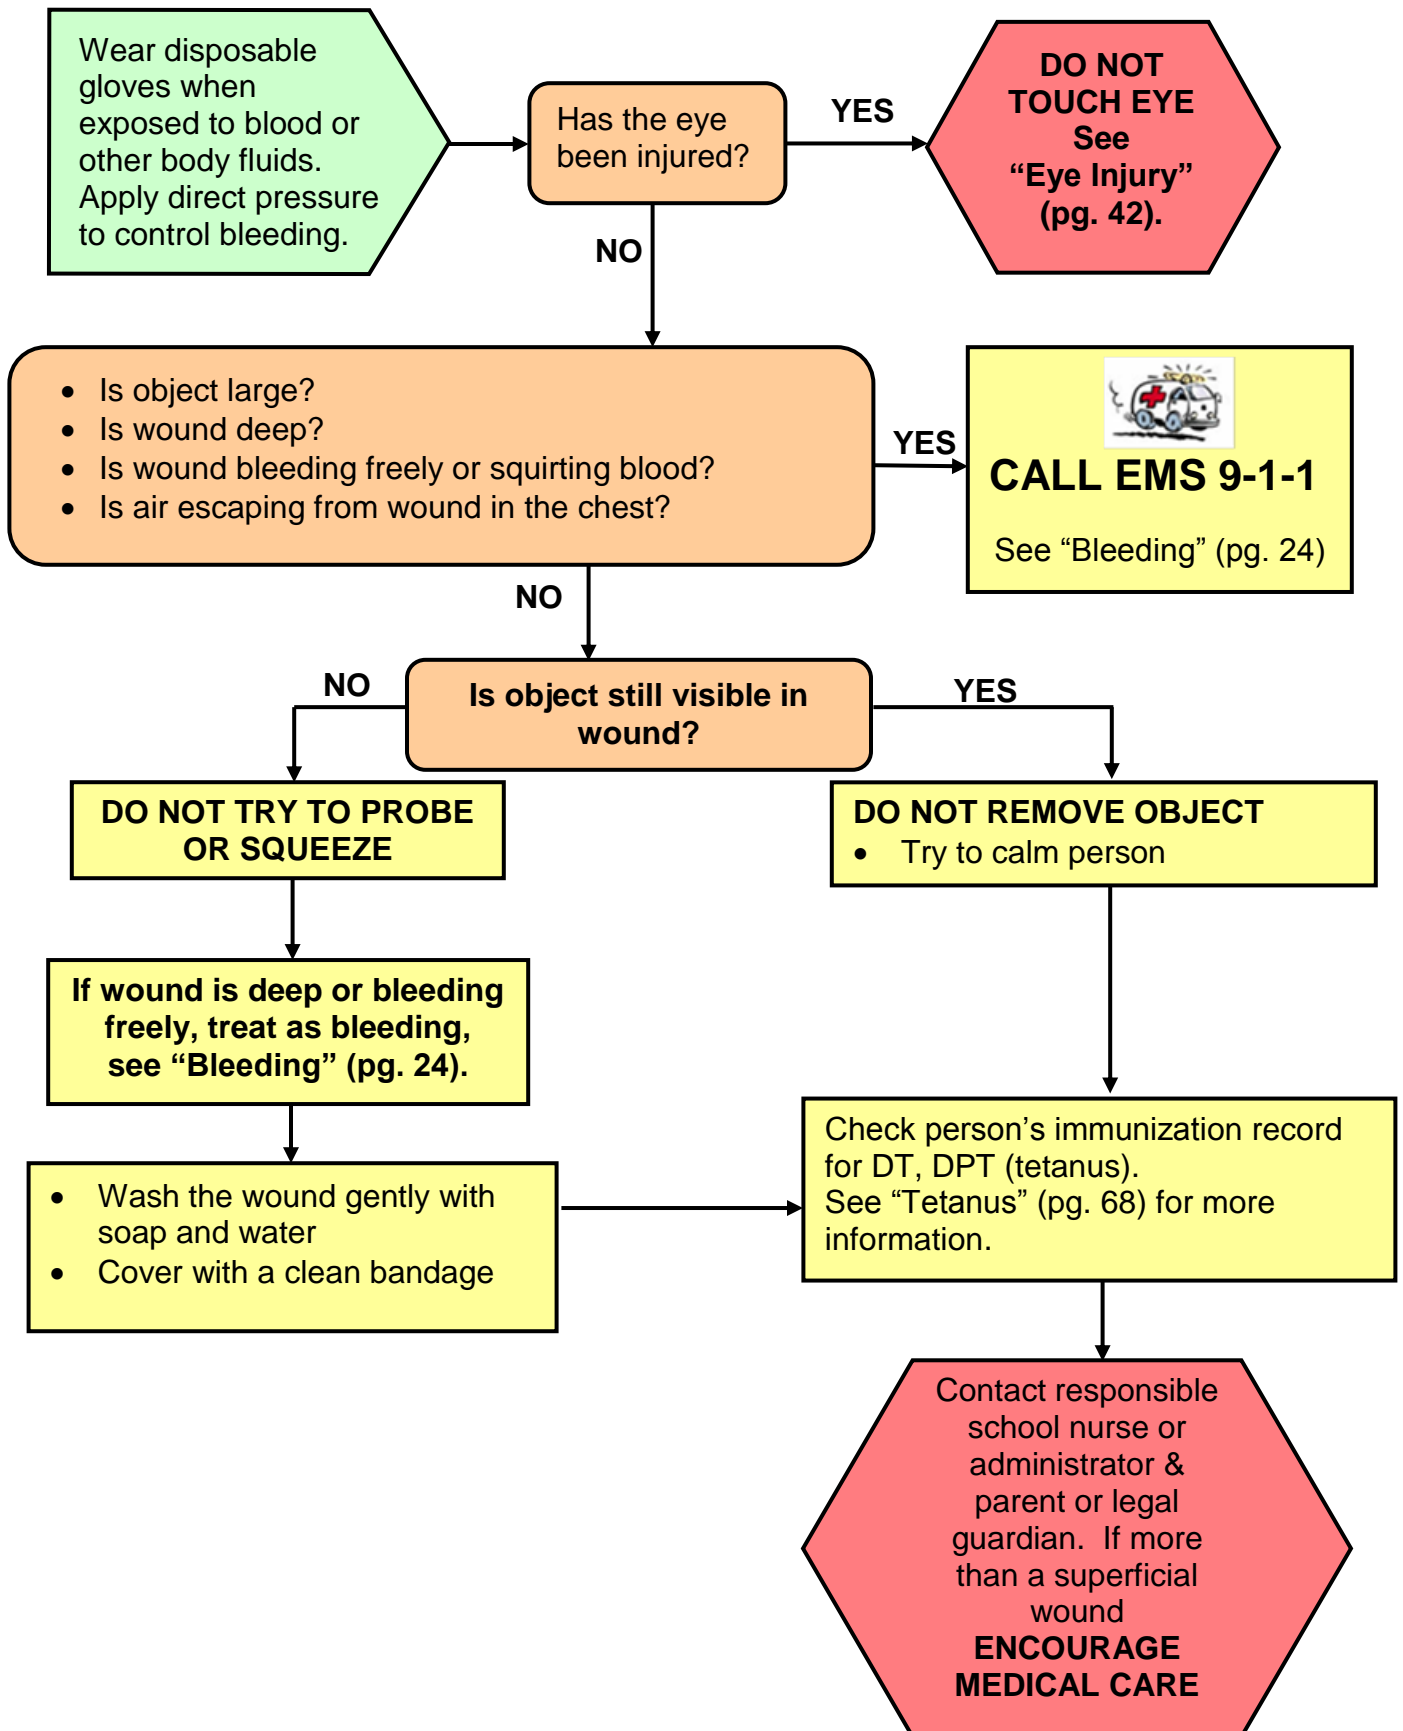 Wear disposable
gloves when
exposed to blood or
other body fluids.
Apply direct pressure
to control bleeding.
Has the eye
been injured?
YES
DO NOT
TOUCH EYE
See
“Eye Injury”
(pg. 42).
NO
• Is object large?
• Is wound deep?
• Is wound bleeding freely or squirting blood?
• Is air escaping from wound in the chest?
YES
CALL EMS 9-1-1
See “Bleeding” (pg. 24)
NO
Is object still visible in
wound?
NO
YES
DO NOT TRY TO PROBE
OR SQUEEZE
DO NOT REMOVE OBJECT
• Try to calm person
If wound is deep or bleeding
freely, treat as bleeding,
see “Bleeding” (pg. 24).
• Wash the wound gently with
soap and water
• Cover with a clean bandage
Check person’s immunization record
for DT, DPT (tetanus).
See “Tetanus” (pg. 68) for more
information.
Contact responsible
school nurse or
administrator &
parent or legal
guardian.  If more
than a superficial
wound
ENCOURAGE
MEDICAL CARE